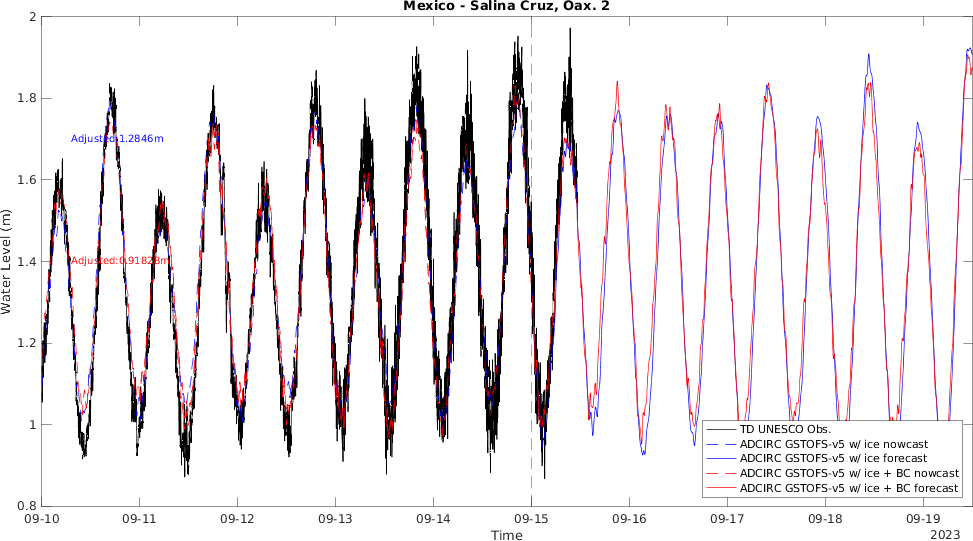 Mexico - Salina Cruz, Oax. 2
Water Level (m)
2
1.8
1.6
1.4
1.2
1
0.8
Adjusted:1.2846m
Adjusted:0.91828m
TD UNESCO Obs.
ADCIRC GSTOFS-v5 w/ ice nowcast
ADCIRC GSTOFS-v5 w/ ice forecast
ADCIRC GSTOFS-v5 w/ ice + BC nowcast
ADCIRC GSTOFS-v5 w/ ice + BC forecast
09-10 09-11 09-12 09-13 09-14 09-15 09-16 09-17 09-18 09-19
Time
2023